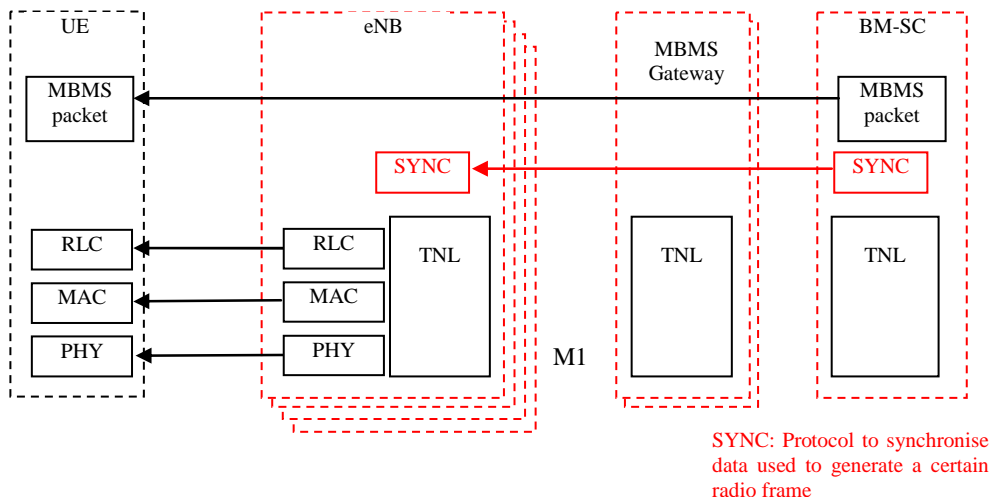 UE
eNB
MBMS
Gateway
BM-SC
MBMS
packet
MBMS
packet
SYNC
SYNC
RLC
RLC
TNL
TNL
TNL
MAC
MAC
PHY
PHY
M1
SYNC: Protocol to synchronise
data used to generate a certain
radio frame